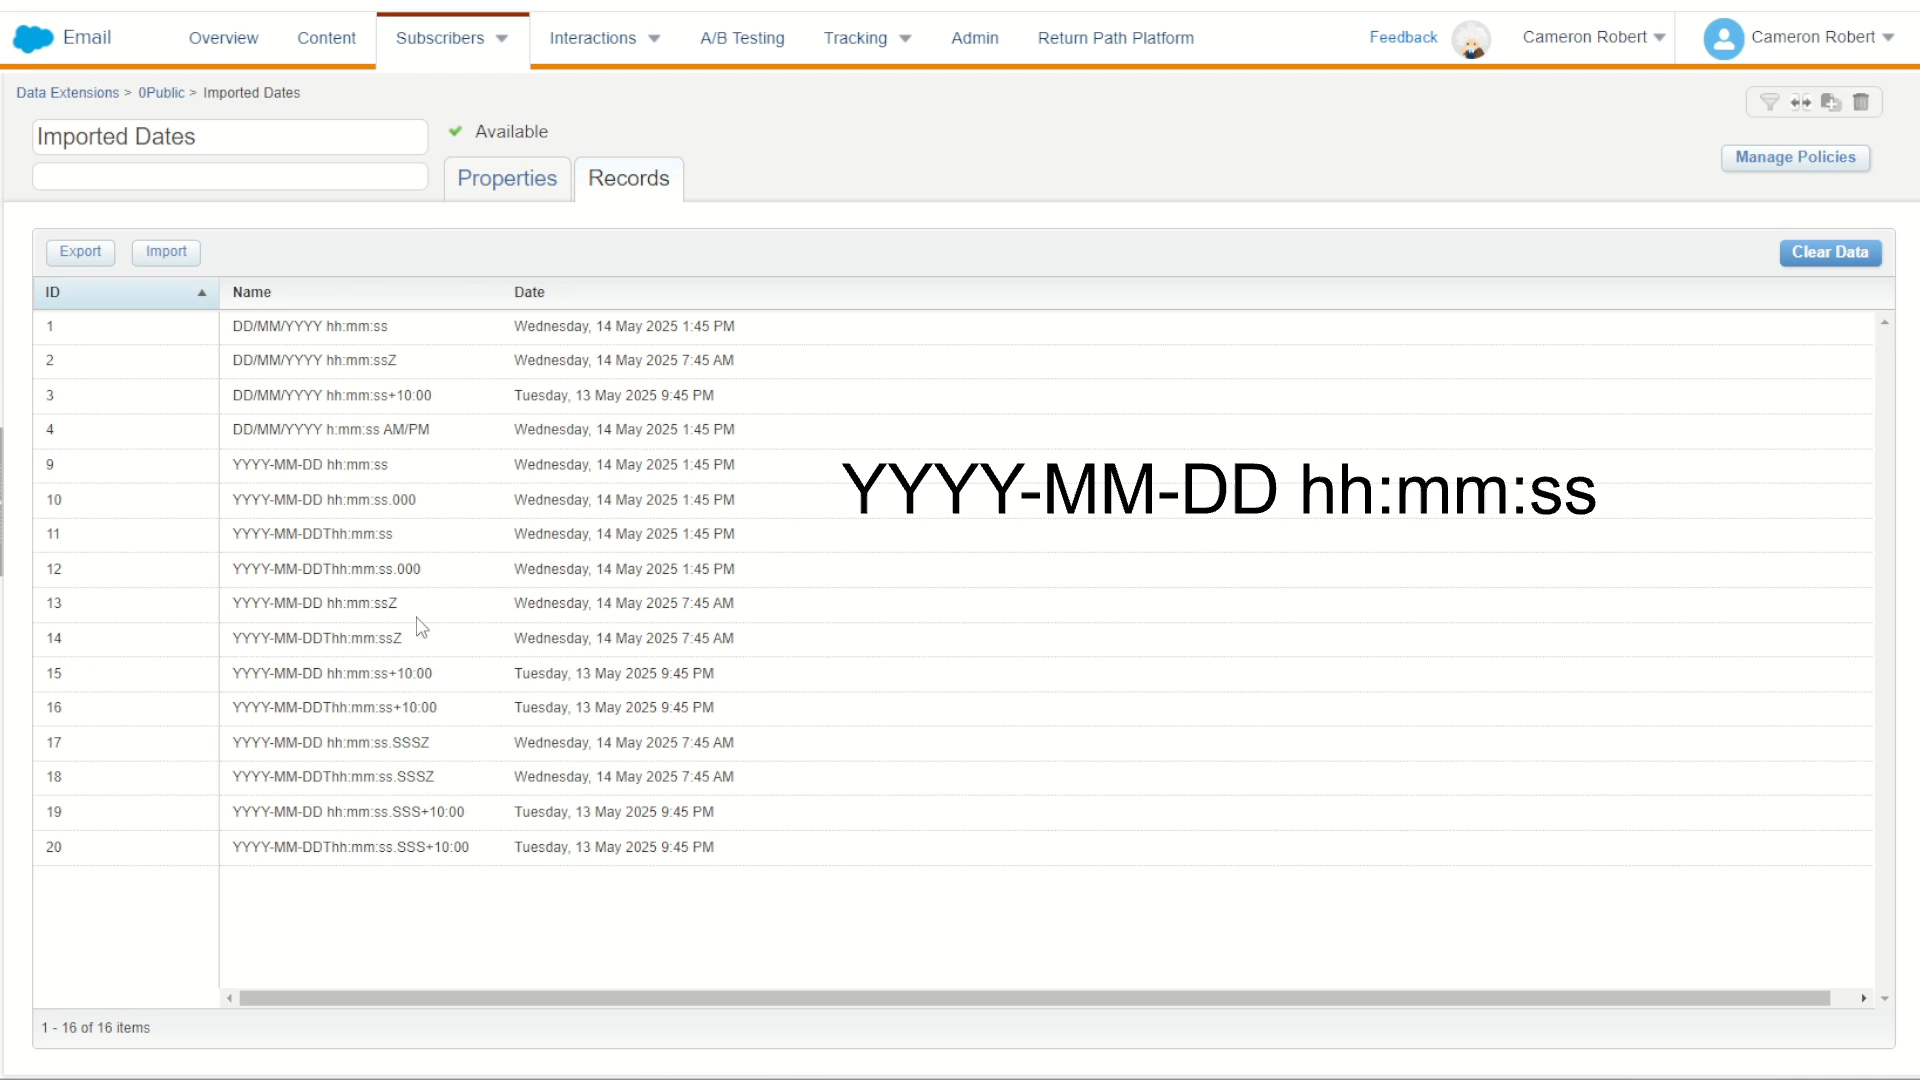 Email Overview Content Subscribers Interactions A/B Testing Tracking Admin Return Path Platform Feedback Cameron Robert Cameron Robert
Data Extensions > 0Public > Imported Dates
Imported Dates
Available
Manage Policies
Properties Records
Export Import Clear Data
ID Name Date
1 DD/MM/YYYY hh:mm:ss Wednesday, 14 May 2025 1:45 PM
2 DD/MM/YYYY hh:mm:ssZ Wednesday, 14 May 2025 7:45 AM
3 DD/MM/YYYY hh:mm:ss+10:00 Tuesday, 13 May 2025 9:45 PM
4 DD/MM/YYYY h:mm:ss AM/PM Wednesday, 14 May 2025 1:45 PM
9 YYYY-MM-DD hh:mm:ss Wednesday, 14 May 2025 1:45 PM
YYYY-MM-DD hh:mm:ss
10 YYYY-MM-DD hh:mm:ss.000 Wednesday, 14 May 2025 1:45 PM
11 YYYY-MM-DDThh:mm:ss Wednesday, 14 May 2025 1:45 PM
12 YYYY-MM-DDThh:mm:ss.000 Wednesday, 14 May 2025 1:45 PM
13 YYYY-MM-DD hh:mm:ssZ Wednesday, 14 May 2025 7:45 AM
14 YYYY-MM-DDThh:mm:ssZ Wednesday, 14 May 2025 7:45 AM
15 YYYY-MM-DD hh:mm:ss+10:00 Tuesday, 13 May 2025 9:45 PM
16 YYYY-MM-DDThh:mm:ss+10:00 Tuesday, 13 May 2025 9:45 PM
17 YYYY-MM-DD hh:mm:ss.SSSZ Wednesday, 14 May 2025 7:45 AM
18 YYYY-MM-DDThh:mm:ss.SSSZ Wednesday, 14 May 2025 7:45 AM
19 YYYY-MM-DD hh:mm:ss.SSS+10:00 Tuesday, 13 May 2025 9:45 PM
20 YYYY-MM-DDThh:mm:ss.SSS+10:00 Tuesday, 13 May 2025 9:45 PM
1 - 16 of 16 items